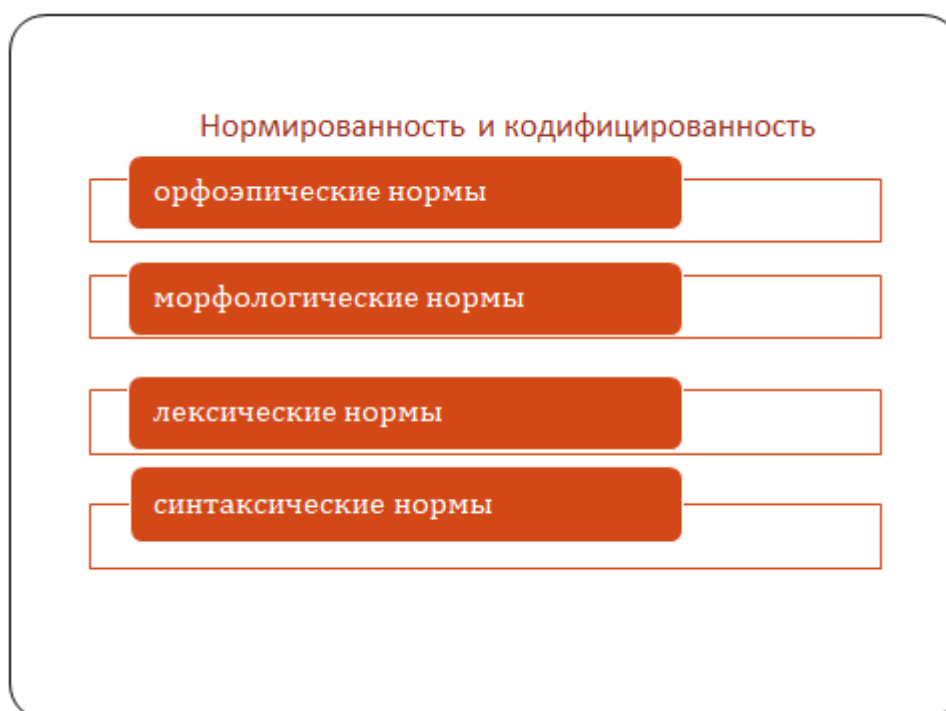 Нормированность и кодифицированность
орфоэпические нормы
морфологические нормы
лексические нормы
синтаксические нормы